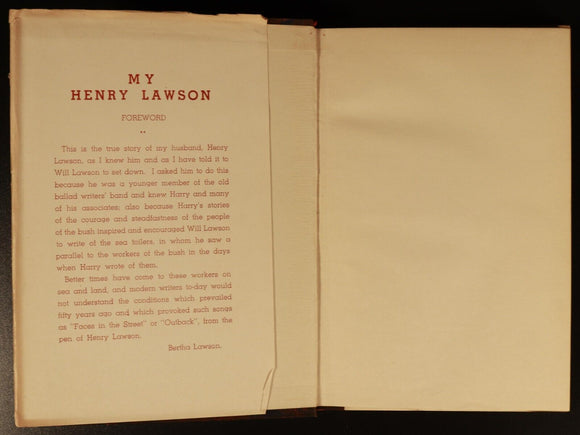 MY
HENRY LAWSON
FOREWORD
••
This is the true story of my husband, Henry
Lawson, as I knew him and as I have told it to
Will Lawson to set down. I asked him to do this
because he was a younger member of the old
ballad writers' band and knew Harry and many
of his associates; also because Harry's stories
of the courage and steadfastness of the people
of the bush inspired and encouraged Will Lawson
to write of the sea toilers, in whom he saw a
parallel to the workers of the bush in the days
when Harry wrote of them.
Better times have come to these workers on
sea and land, and modern writers to-day would
not understand the conditions which prevailed
fifty years ago and which provoked such songs
as "Faces in the Street" or "Outback", from the
pen of Henry Lawson.
Bertha Lawson.